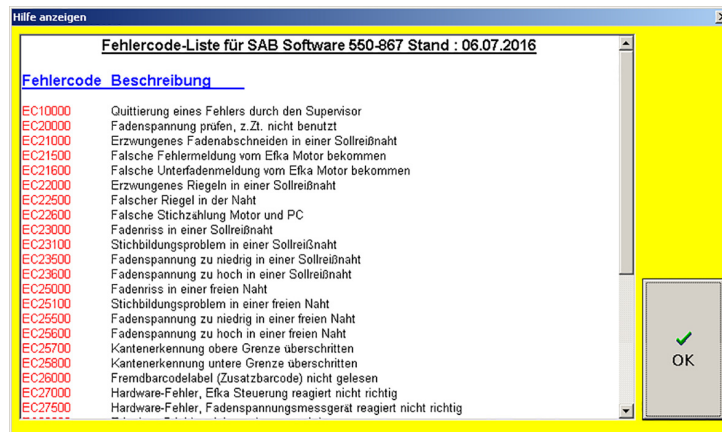 Hilfe anzeigen
Fehlercode-Liste für SAB Software 550-867 Stand : 06.07.2016
Fehlercode Beschreibung
EC10000 Quittierung eines Fehlers durch den Supervisor
EC20000 Fadenspannung prüfen, z.Zt. nicht benutzt
EC21000 Erzwungenes Fadenabschneiden in einer Sollreißnaht
EC21500 Falsche Fehlermeldung vom Efka Motor bekommen
EC21600 Falsche Unterfadenmeldung vom Efka Motor bekommen
EC22000 Erzwungenes Riegeln in einer Sollreißnaht
EC22500 Falscher Riegel in der Naht
EC22600 Falsche Stichzählung Motor und PC
EC23000 Fadenriss in einer Sollreißnaht
EC23100 Stichbildungsproblem in einer Sollreißnaht
EC23500 Fadenspannung zu niedrig in einer Sollreißnaht
EC23600 Fadenspannung zu hoch in einer Sollreißnaht
EC25000 Fadenriss in einer freien Naht
EC25100 Stichbildungsproblem in einer freien Naht
EC25500 Fadenspannung zu niedrig in einer freien Naht
EC25600 Fadenspannung zu hoch in einer freien Naht
EC25700 Kantenerkennung obere Grenze überschritten
EC25800 Kantenerkennung untere Grenze überschritten
EC26000 Fremdbarcodelabel (Zusatzbarcode) nicht gelesen
EC27000 Hardware-Fehler, Efka Steuerung reagiert nicht richtig
EC27500 Hardware-Fehler, Fadenspannungsmessgerät reagiert nicht richtig
OK